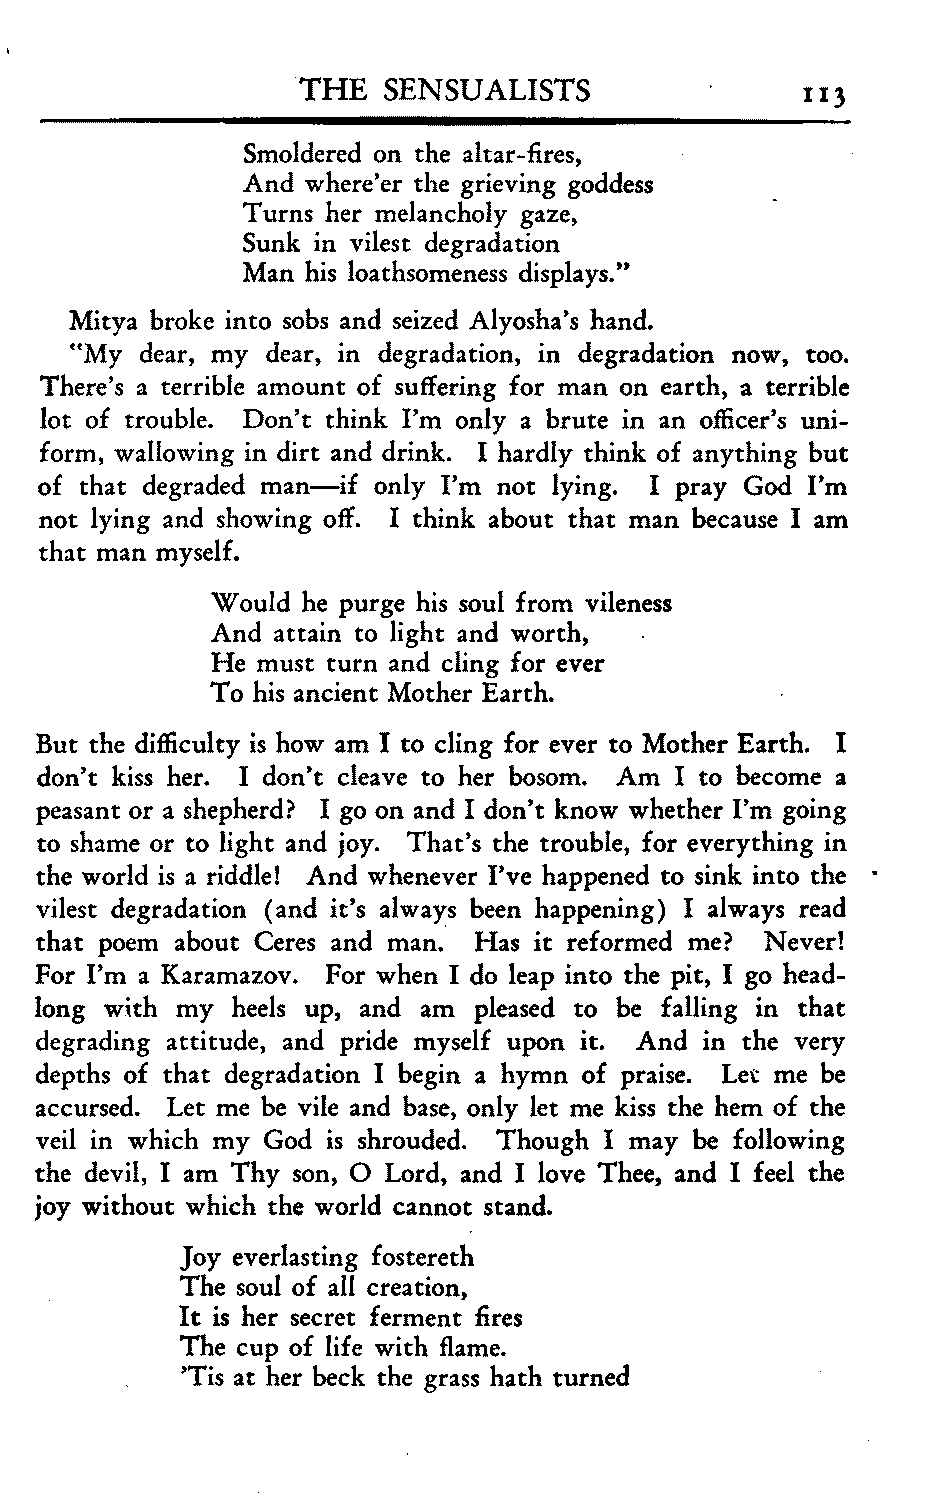 THE SENSUALISTS 113
Smoldered on the altar-fires,
And where'er the grieving goddess
Turns her melancholy gaze,
Sunk in vilest degradation
Man his loathsomeness displays."
Mitya broke into sobs and seized Alyosha's hand.
"My dear, my dear, in degradation, in degradation now, too.
There's a terrible amount of suffering for man on earth, a terrible
lot of trouble. Don't think I'm only a brute in an officer's uni-
form, wallowing in dirt and drink. I hardly think of anything but
of that degraded man—if only I'm not lying. I pray God I'm
not lying and showing off. I think about that man because I am
that man myself.
Would he purge his soul from vileness
And attain to light and worth,
He must turn and cling for ever
To his ancient Mother Earth.
But the difficulty is how am I to cling for ever to Mother Earth. I
don't kiss her. I don't cleave to her bosom. Am I to become a
peasant or a shepherd? I go on and I don't know whether I'm going
to shame or to light and joy. That's the trouble, for everything in
the world is a riddle! And whenever I've happened to sink into the
vilest degradation (and it's always been happening) I always read
that poem about Ceres and man. Has it reformed me? Never!
For I'm a Karamazov. For when I do leap into the pit, I go head-
long with my heels up, and am pleased to be falling in that
degrading attitude, and pride myself upon it. And in the very
depths of that degradation I begin a hymn of praise. Let me be
accursed. Let me be vile and base, only let me kiss the hem of the
veil in which my God is shrouded. Though I may be following
the devil, I am Thy son, O Lord, and I love Thee, and I feel the
joy without which the world cannot stand.
Joy everlasting fostereth
The soul of all creation,
It is her secret ferment fires
The cup of life with flame.
'Tis at her beck the grass hath turned